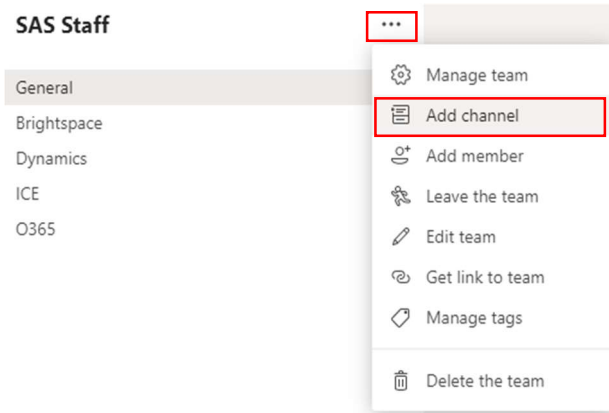 SAS Staff
...
General
Brightspace
Dynamics
ICE
O365
Manage team
Add channel
Add member
Leave the team
Edit team
Get link to team
Manage tags
Delete the team